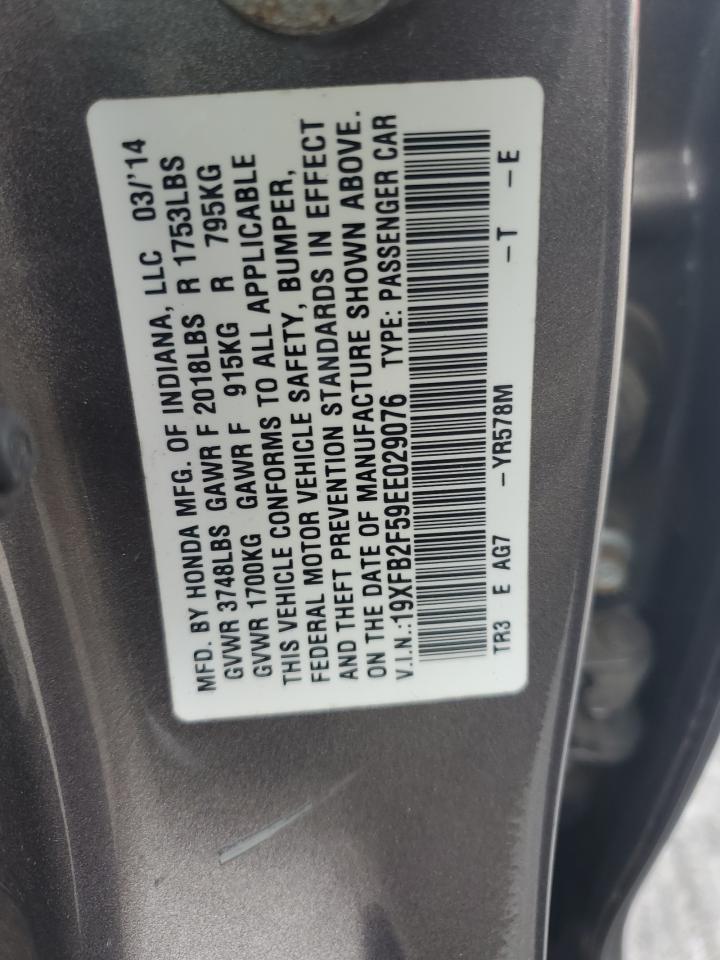 MFD. BY HONDA MFG. OF INDIANA, LLC 03/'14
GVWR 3748LBS GAWR F 2018LBS R 1753LBS
GVWR 1700KG GAWR F 915KG R 795KG
THIS VEHICLE CONFORMS TO ALL APPLICABLE
FEDERAL MOTOR VEHICLE SAFETY, BUMPER,
AND THEFT PREVENTION STANDARDS IN EFFECT
ON THE DATE OF MANUFACTURE SHOWN ABOVE.
V.I.N.:19XFB2F59EE029076 TYPE: PASSENGER CAR
TR3 E AG7 -YR578M -T -E